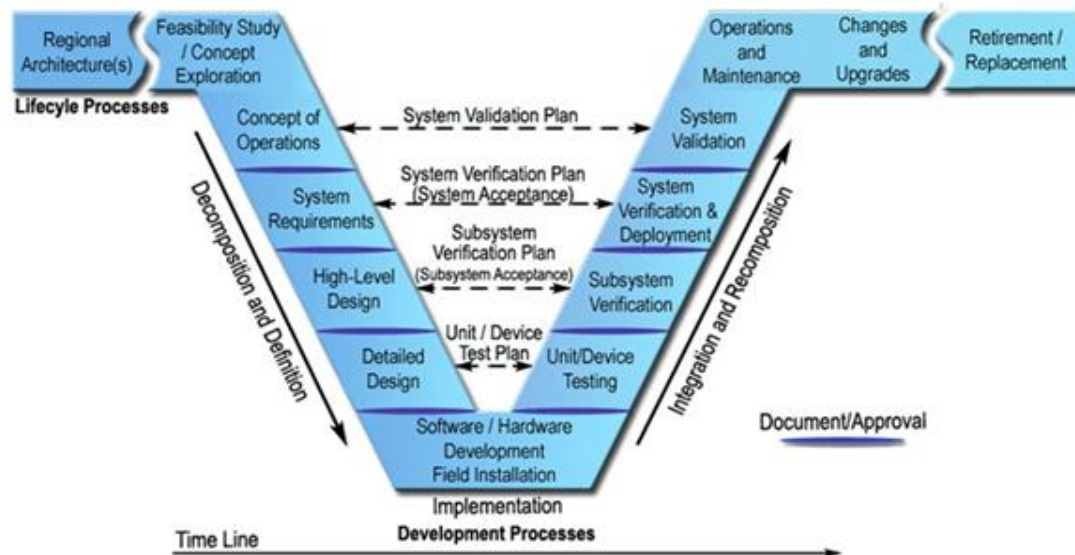 Regional
Architecture(s)
Feasibility Study
/ Concept
Exploration
Operations
and
Maintenance
Changes
and
Upgrades
Retirement /
Replacement
Lifecyle Processes
Concept of
Operations
System Validation Plan
System
Validation
System
Requirements
System Verification Plan
(System Acceptance)
System
Verification &
Deployment
High-Level
Design
Subsystem
Verification Plan
(Subsystem Acceptance)
Subsystem
Verification
Detailed
Design
Unit / Device
Test Plan
Unit/Device
Testing
Decomposition and Definition
Integration and Recomposition
Software / Hardware
Development
Field Installation
Document/Approval
Implementation
Development Processes
Time Line